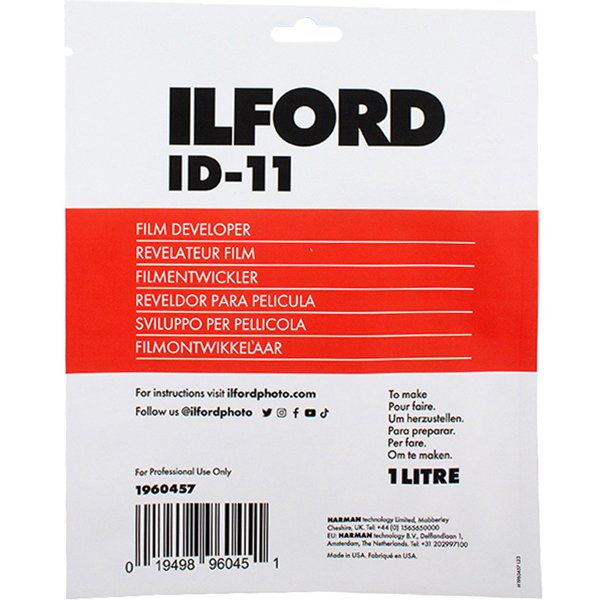 ILFORD
ID-11
FILM DEVELOPER
REVELATEUR FILM
FILMENTWICKLER
REVELDOR PARA PELICULA
SVILUPPO PER PELLICOLA
FILMONTWIKKELAAR
For instructions visit ilfordphoto.com
Follow us @ilfordphoto
To make
Pour faire.
Um herzustellen.
Para preparar.
Per fare.
Om te maken.
1 LITRE
For Professional Use Only
1960457
0 19498 96045 1
HARMAN technology Limited, Mobberley
Cheshire, UK. Tel: +44 (0) 1565650000
EU: HARMAN technology B.V., Delflandlaan 1,
Amsterdam, The Netherlands. Tel: +31 202997100
Made in USA. Fabriqué en USA.
H1960457 L23